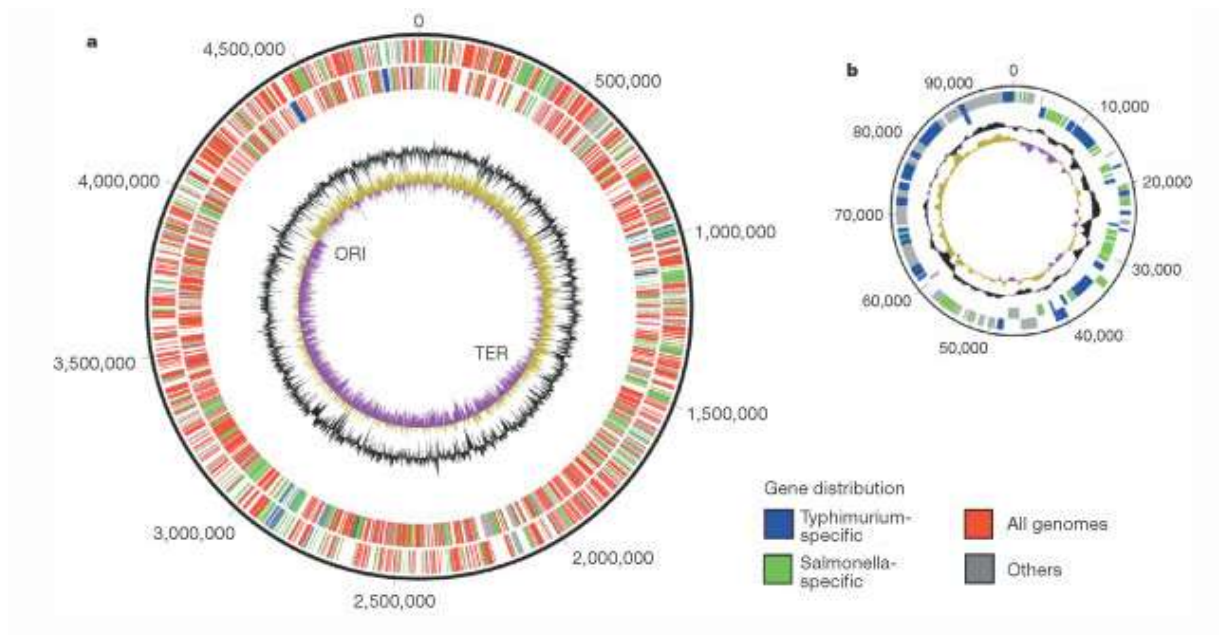 a
0
500,000
1,000,000
1,500,000
2,000,000
2,500,000
3,000,000
3,500,000
4,000,000
4,500,000
ORI
TER
b
0
10,000
20,000
30,000
40,000
50,000
60,000
70,000
80,000
90,000
Gene distribution
Typhimurium-
specific
Salmonella-
specific
All genomes
Others